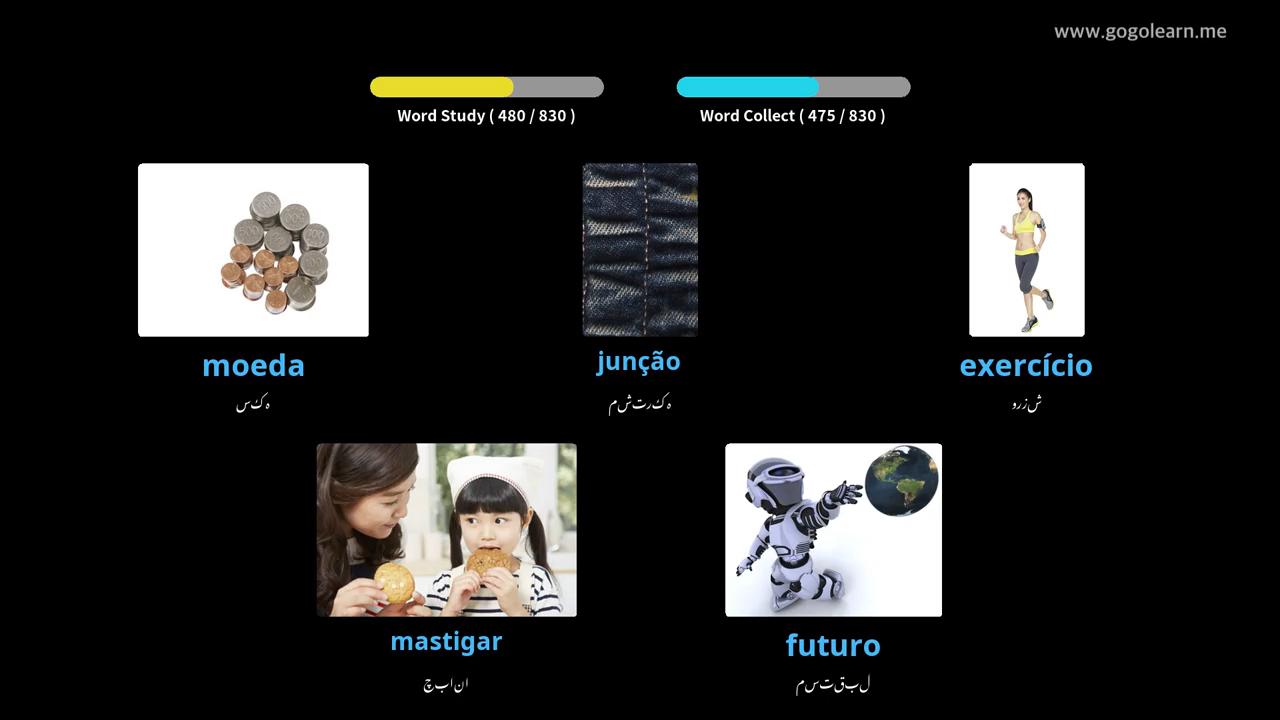 www.gogolearn.me
Word Study ( 480 / 830 )
Word Collect ( 475 / 830 )
moeda
سکہ
junção
مشترکہ
exercício
ورزش
mastigar
چبانا
futuro
مستقبل